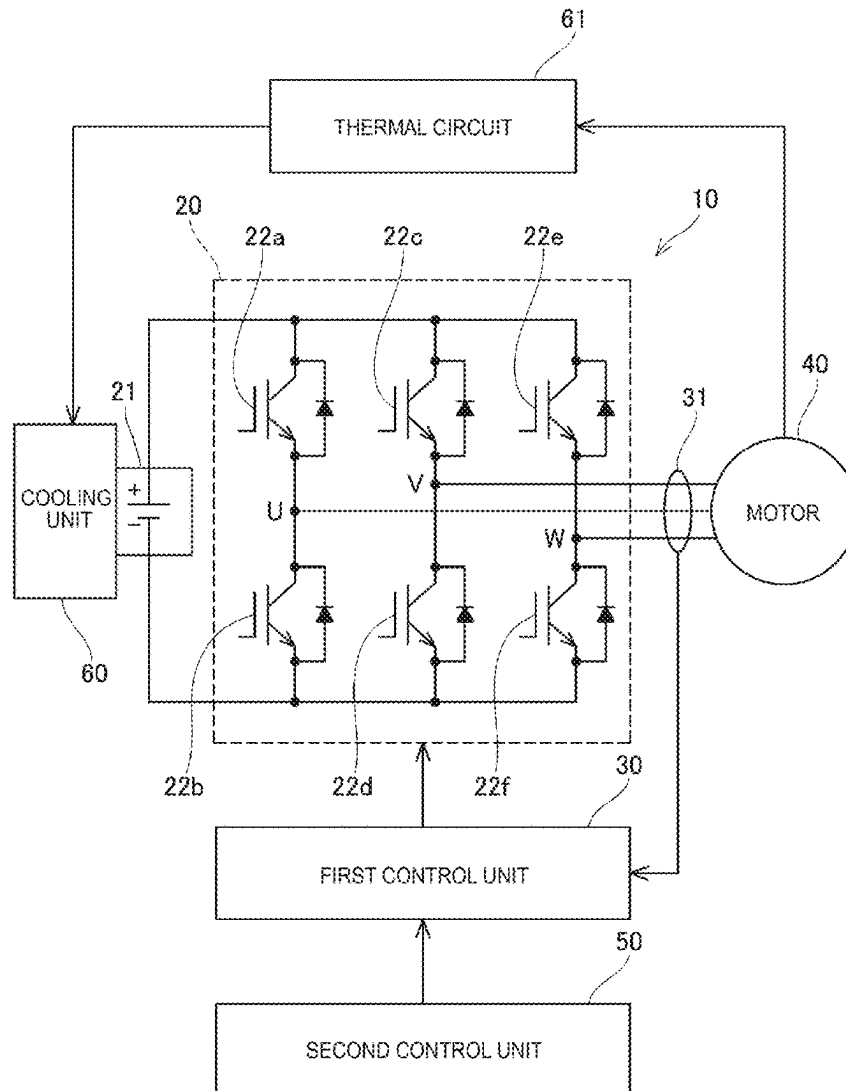 61
THERMAL CIRCUIT
10
20
22a
22c
22e
40
31
21
COOLING
UNIT
+
−
V
U
W
MOTOR
60
22b
22d
22f
30
FIRST CONTROL UNIT
50
SECOND CONTROL UNIT